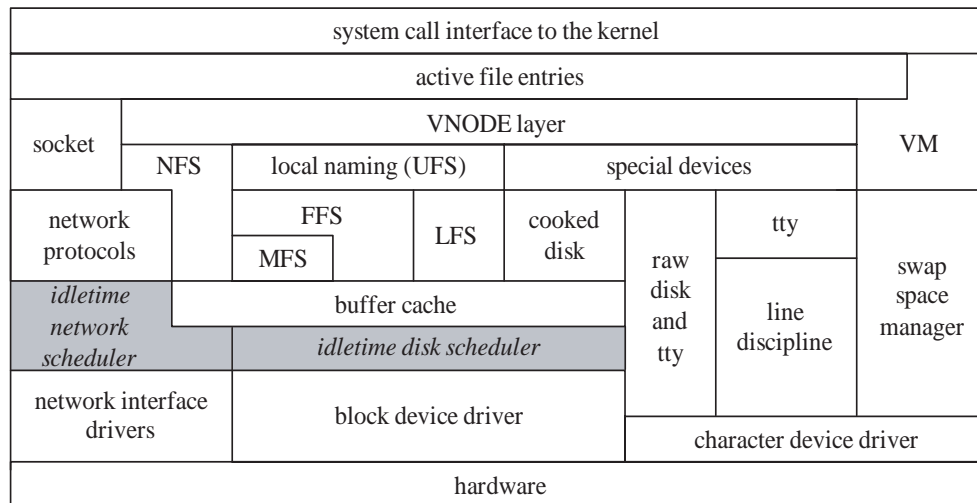 system call interface to the kernel
active file entries
VNODE layer
socket
VM
NFS
local naming (UFS)
special devices
network
protocols
FFS
MFS
LFS
cooked
disk
raw
disk
and
tty
tty
line
discipline
swap
space
manager
buffer cache
idletime
network
scheduler
idletime disk scheduler
network interface
drivers
block device driver
character device driver
hardware